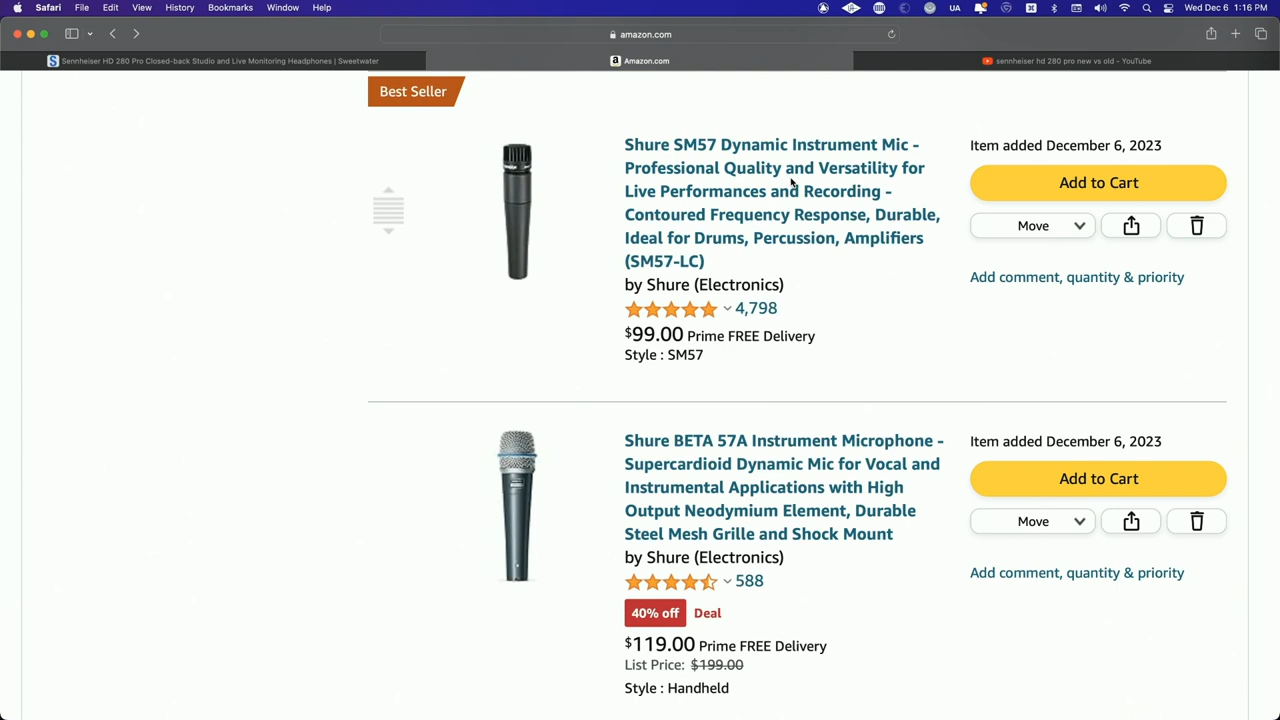 Safari File Edit View History Bookmarks Window Help
UA
Wed Dec 6 1:16 PM
amazon.com
Sennheiser HD 280 Pro Closed-back Studio and Live Monitoring Headphones | Sweetwater
Amazon.com
sennheiser hd 280 pro new vs old - YouTube
Best Seller
Shure SM57 Dynamic Instrument Mic -
Professional Quality and Versatility for
Live Performances and Recording -
Contoured Frequency Response, Durable,
Ideal for Drums, Percussion, Amplifiers
(SM57-LC)
by Shure (Electronics)
4,798
$99.00 Prime FREE Delivery
Style : SM57
Item added December 6, 2023
Add to Cart
Move
Add comment, quantity & priority
Shure BETA 57A Instrument Microphone -
Supercardioid Dynamic Mic for Vocal and
Instrumental Applications with High
Output Neodymium Element, Durable
Steel Mesh Grille and Shock Mount
by Shure (Electronics)
588
40% off Deal
$119.00 Prime FREE Delivery
List Price: $199.00
Style : Handheld
Item added December 6, 2023
Add to Cart
Move
Add comment, quantity & priority